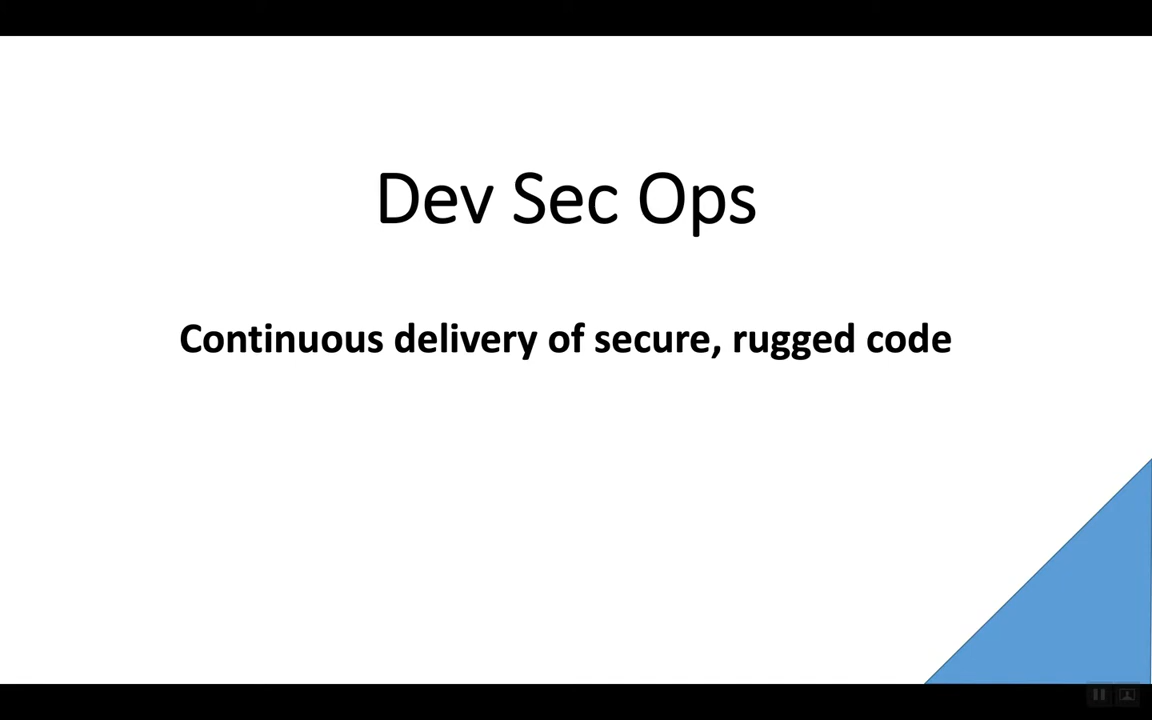 Dev Sec Ops
Continuous delivery of secure, rugged code